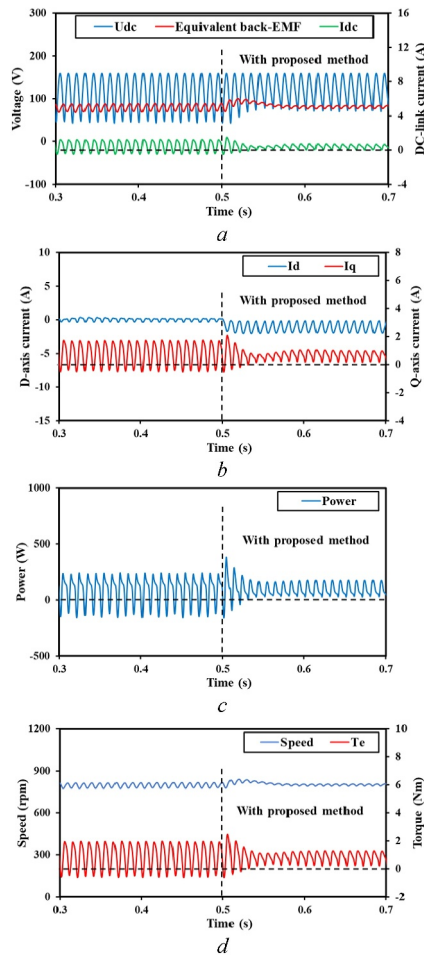 300
16
Udc
Equivalent back-EMF
Idc
200
12
With proposed method
8
100
4
0
0
-100
-4
0.3
0.4
0.5
0.6
0.7
Voltage (V)
DC-link current (A)
Time (s)
a
10
8
Id
Iq
5
6
With proposed method
0
4
-5
2
0
-10
-2
-15
-4
0.3
0.4
0.5
0.6
0.7
D-axis current (A)
Q-axis current (A)
Time (s)
b
1000
Power
500
With proposed method
0
-500
0.3
0.4
0.5
0.6
0.7
Power (W)
Time (s)
c
1200
10
Speed
Te
900
8
6
With proposed method
600
4
300
2
0
0
-2
0.3
0.4
0.5
0.6
0.7
Speed (rpm)
Torque (Nm)
Time (s)
d